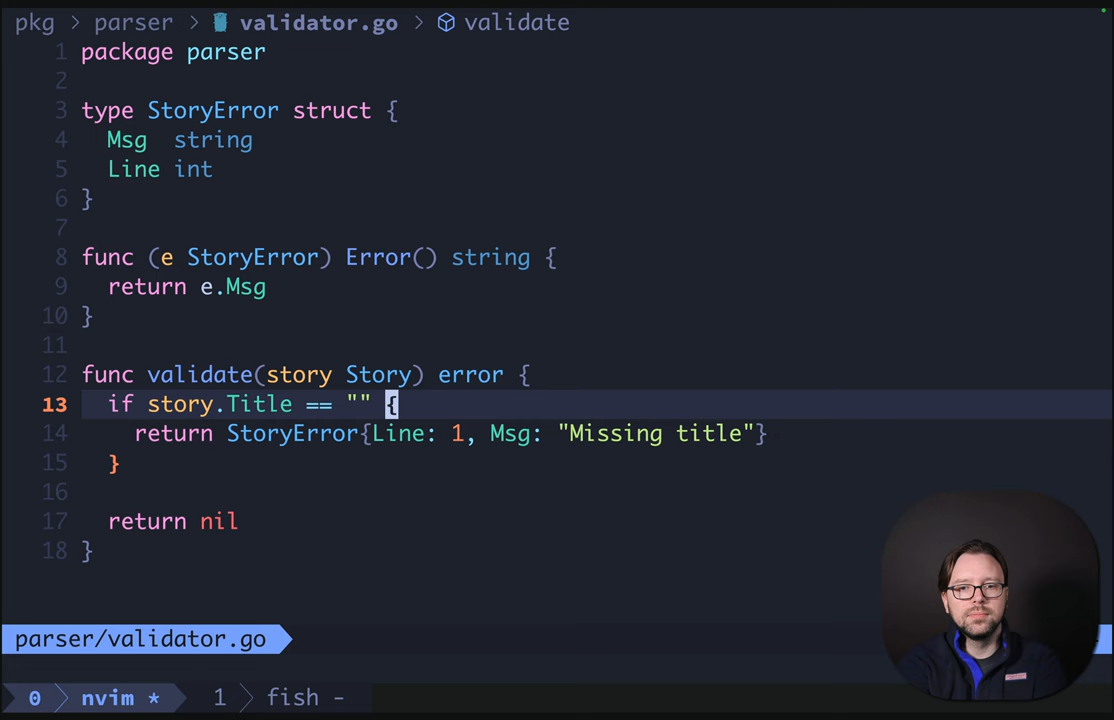 pkg > parser > validator.go > validate
1 package parser
2
3 type StoryError struct {
4   Msg  string
5   Line int
6 }
7
8 func (e StoryError) Error() string {
9   return e.Msg
10 }
11
12 func validate(story Story) error {
13   if story.Title == "" {
14     return StoryError{Line: 1, Msg: "Missing title"}
15   }
16
17   return nil
18 }
parser/validator.go
0 nvim * 1 fish -